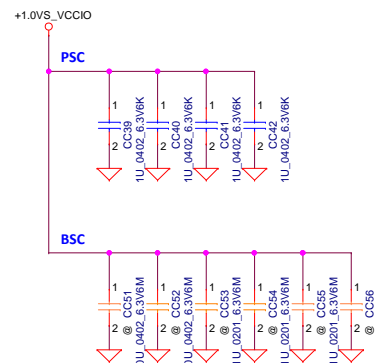 +1.0VS_VCCIO
PSC
1
2
CC39
1U_0402_6.3V6K
1
2
CC40
1U_0402_6.3V6K
1
2
CC41
1U_0402_6.3V6K
1
2
CC42
1U_0402_6.3V6K
BSC
1
2
@ CC51
1U_0402_6.3V6M
1
2
@ CC52
1U_0402_6.3V6M
1
2
@ CC53
1U_0201_6.3V6M
1
2
@ CC54
1U_0201_6.3V6M
1
2
@ CC55
1U_0201_6.3V6M
1
2
@ CC56